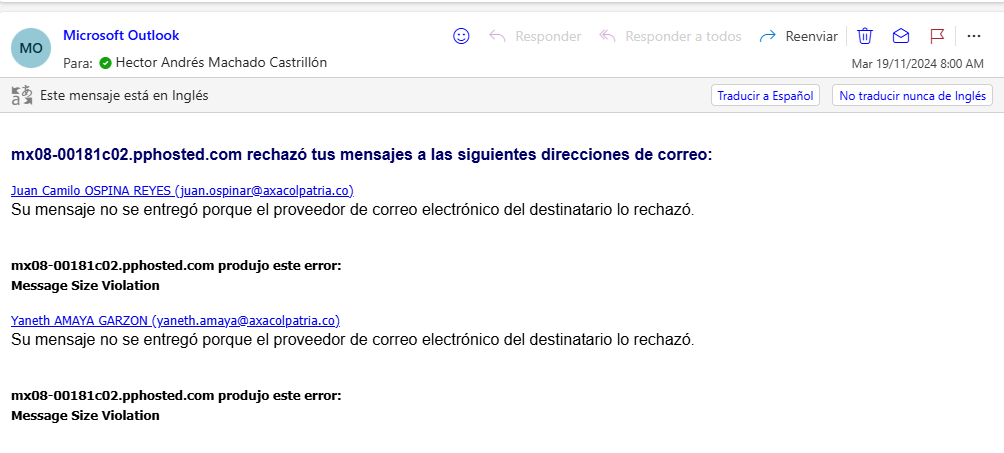 MO
Microsoft Outlook
Responder
Responder a todos
Reenviar
Para: Hector Andrés Machado Castrillón
Mar 19/11/2024 8:00 AM
Este mensaje está en Inglés
Traducir a Español
No traducir nunca de Inglés
mx08-00181c02.pphosted.com rechazó tus mensajes a las siguientes direcciones de correo:
Juan Camilo OSPINA REYES (juan.ospinar@axacolpatria.co)
Su mensaje no se entregó porque el proveedor de correo electrónico del destinatario lo rechazó.
mx08-00181c02.pphosted.com produjo este error:
Message Size Violation
Yaneth AMAYA GARZON (yaneth.amaya@axacolpatria.co)
Su mensaje no se entregó porque el proveedor de correo electrónico del destinatario lo rechazó.
mx08-00181c02.pphosted.com produjo este error:
Message Size Violation